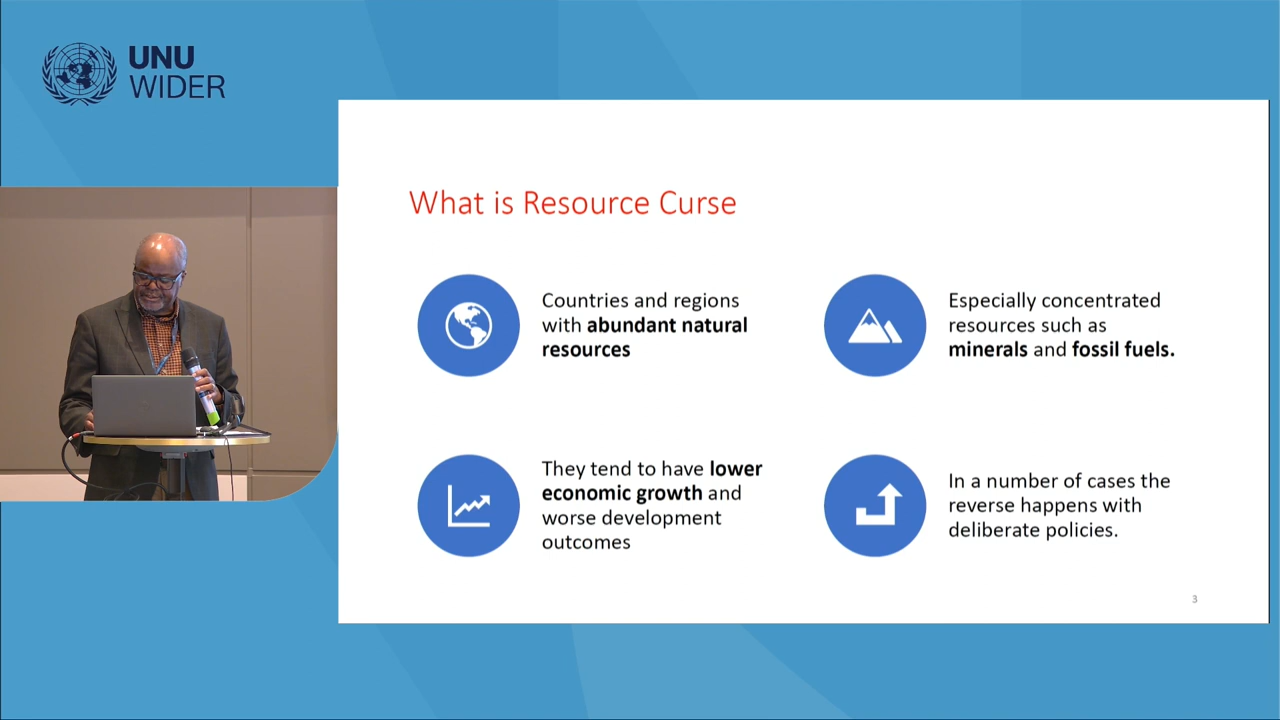 UNU
WIDER
What is Resource Curse
Countries and regions
with abundant natural
resources
Especially concentrated
resources such as
minerals and fossil fuels.
They tend to have lower
economic growth and
worse development
outcomes
In a number of cases the
reverse happens with
deliberate policies.
3